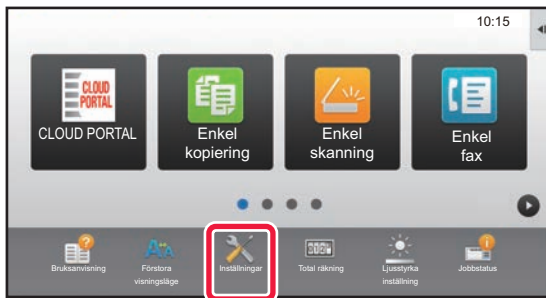 10:15
CLOUD
PORTAL
CLOUD PORTAL
Enkel
kopiering
Enkel
skanning
Enkel
fax
Bruksanvisning
Förstora
visningsläge
Inställningar
Total räkning
Ljusstyrka
inställning
Jobbstatus